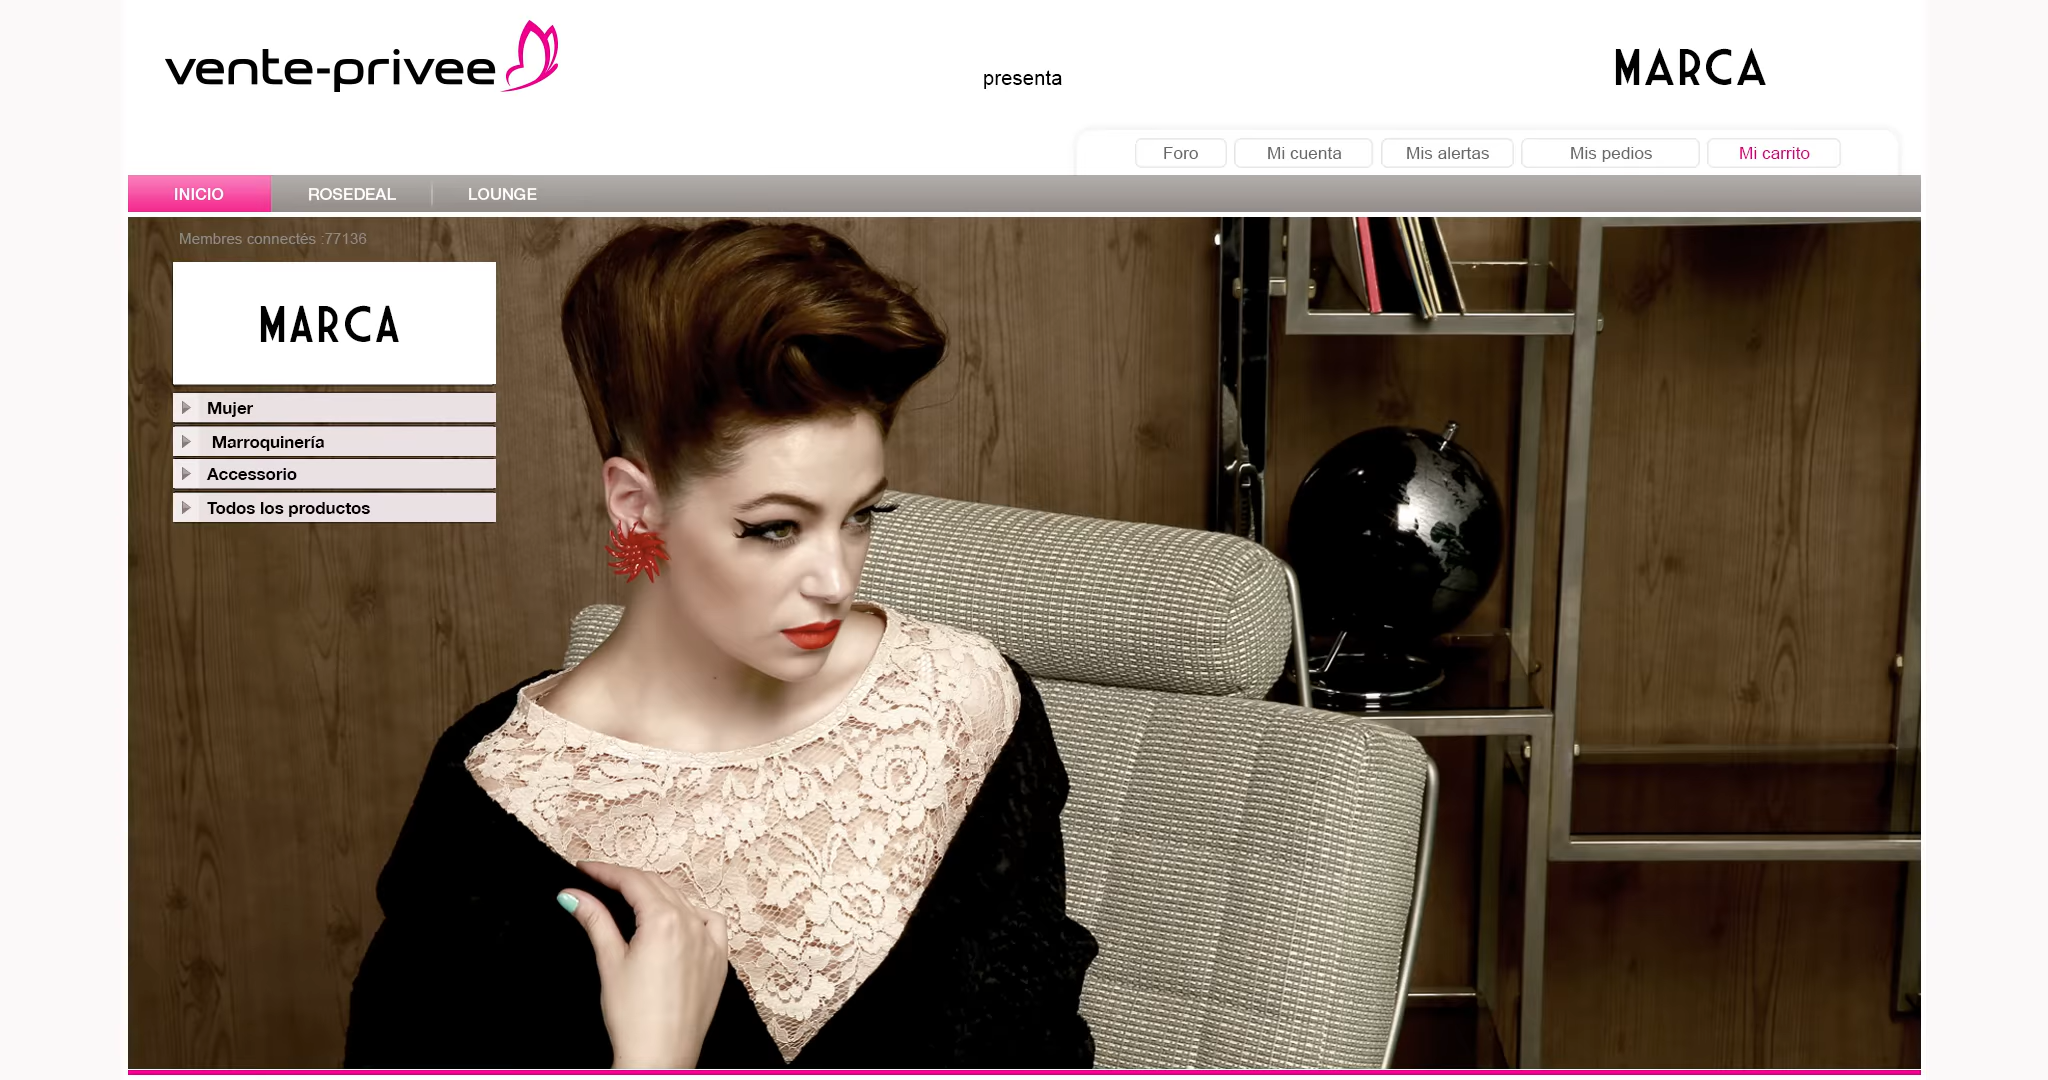 vente-privee
presenta
MARCA
Foro
Mi cuenta
Mis alertas
Mis pedios
Mi carrito
INICIO
ROSEDEAL
LOUNGE
Membres connectés :77136
MARCA
Mujer
Marroquinería
Accessorio
Todos los productos